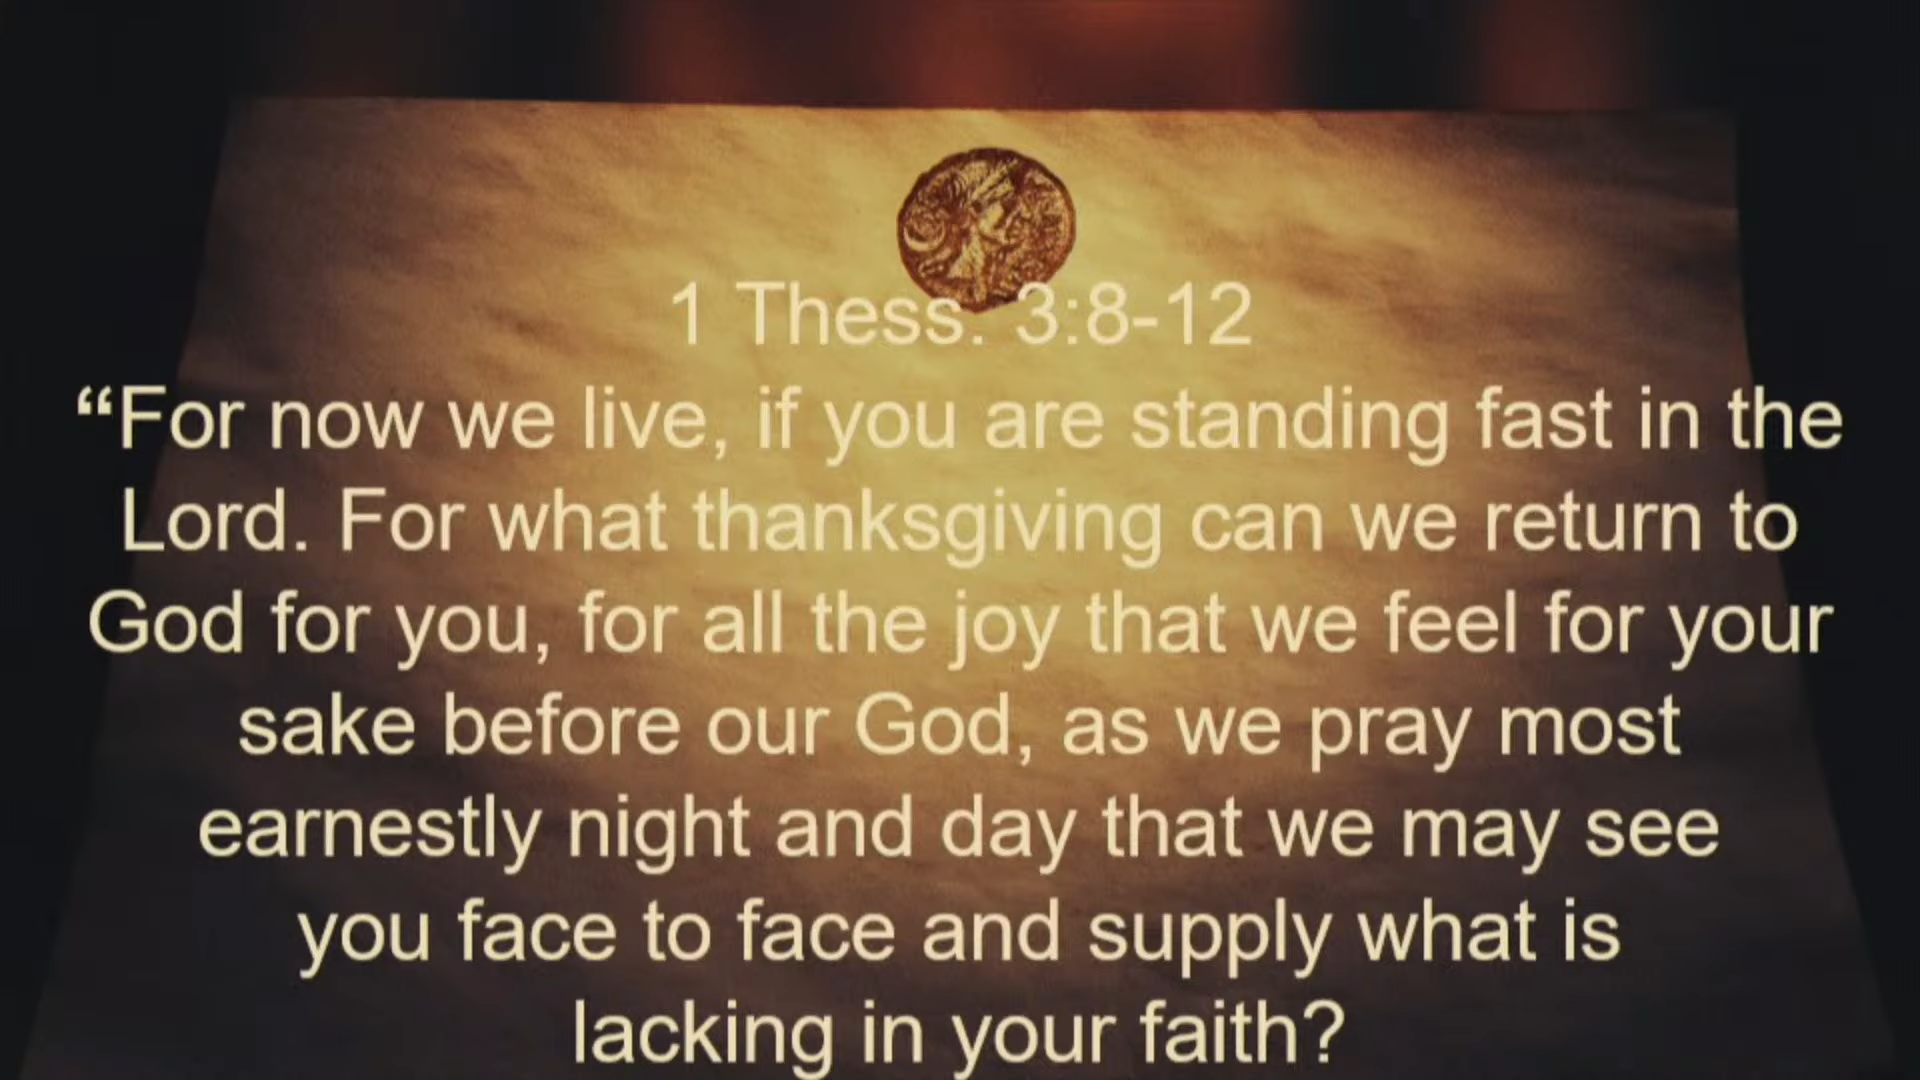 1 Thess. 3:8-12
“For now we live, if you are standing fast in the
Lord. For what thanksgiving can we return to
God for you, for all the joy that we feel for your
sake before our God, as we pray most
earnestly night and day that we may see
you face to face and supply what is
lacking in your faith?